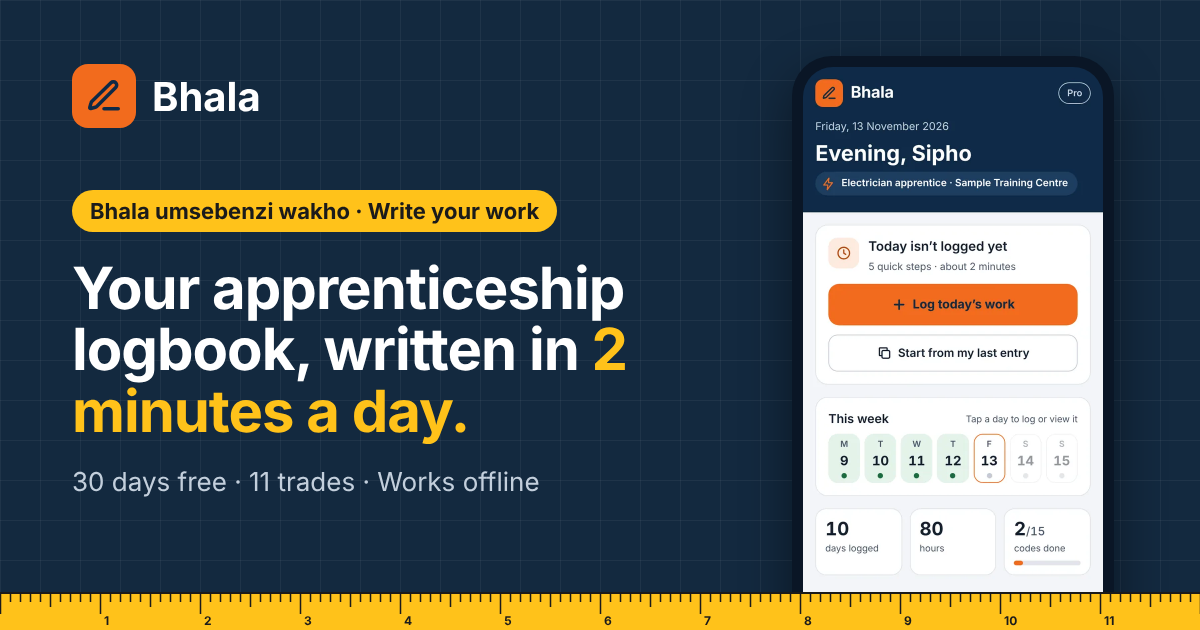 Bhala
Bhala umsebenzi wakho · Write your work
Your apprenticeship
logbook, written in 2
minutes a day.
30 days free · 11 trades · Works offline
Bhala
Pro
Friday, 13 November 2026
Evening, Sipho
Electrician apprentice · Sample Training Centre
Today isn’t logged yet
5 quick steps · about 2 minutes
+ Log today’s work
Start from my last entry
This week
Tap a day to log or view it
M T W T F S S
9 10 11 12 13 14 15
10 80 2/15
days logged hours codes done
1 2 3 4 5 6 7 8 9 10 11